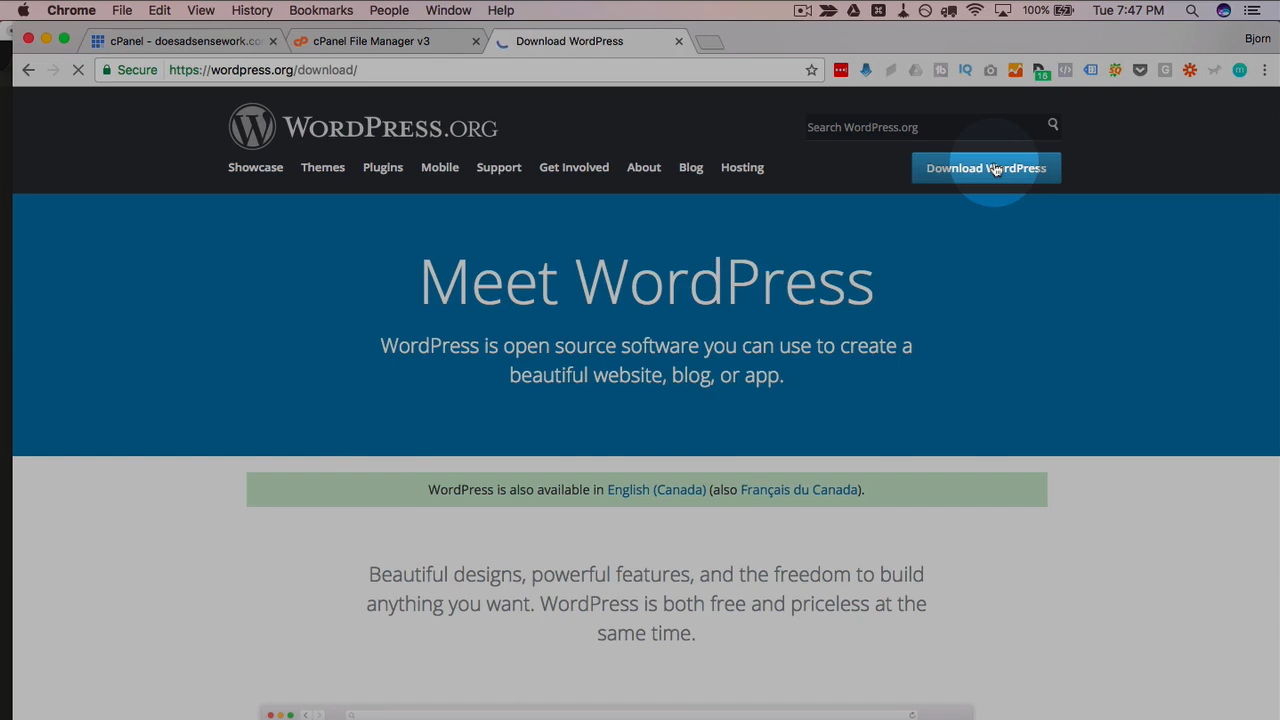 Chrome File Edit View History Bookmarks People Window Help 100% Tue 7:47 PM
cPanel - doesadsensework.co
cPanel File Manager v3
Download WordPress
Bjorn
Secure https://wordpress.org/download/
15
WORDPRESS.ORG
Search WordPress.org
Showcase Themes Plugins Mobile Support Get Involved About Blog Hosting
Download WordPress
Meet WordPress
WordPress is open source software you can use to create a
beautiful website, blog, or app.
WordPress is also available in English (Canada) (also Français du Canada).
Beautiful designs, powerful features, and the freedom to build
anything you want. WordPress is both free and priceless at the
same time.